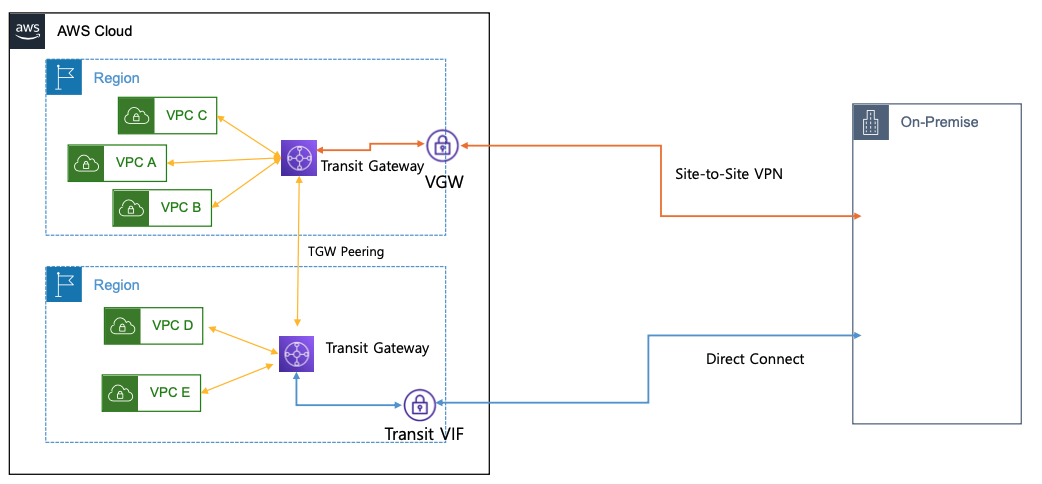 aws
AWS Cloud
Region
VPC C
VPC A
VPC B
Transit Gateway
VGW
On-Premise
Site-to-Site VPN
TGW Peering
Region
VPC D
VPC E
Transit Gateway
Transit VIF
Direct Connect